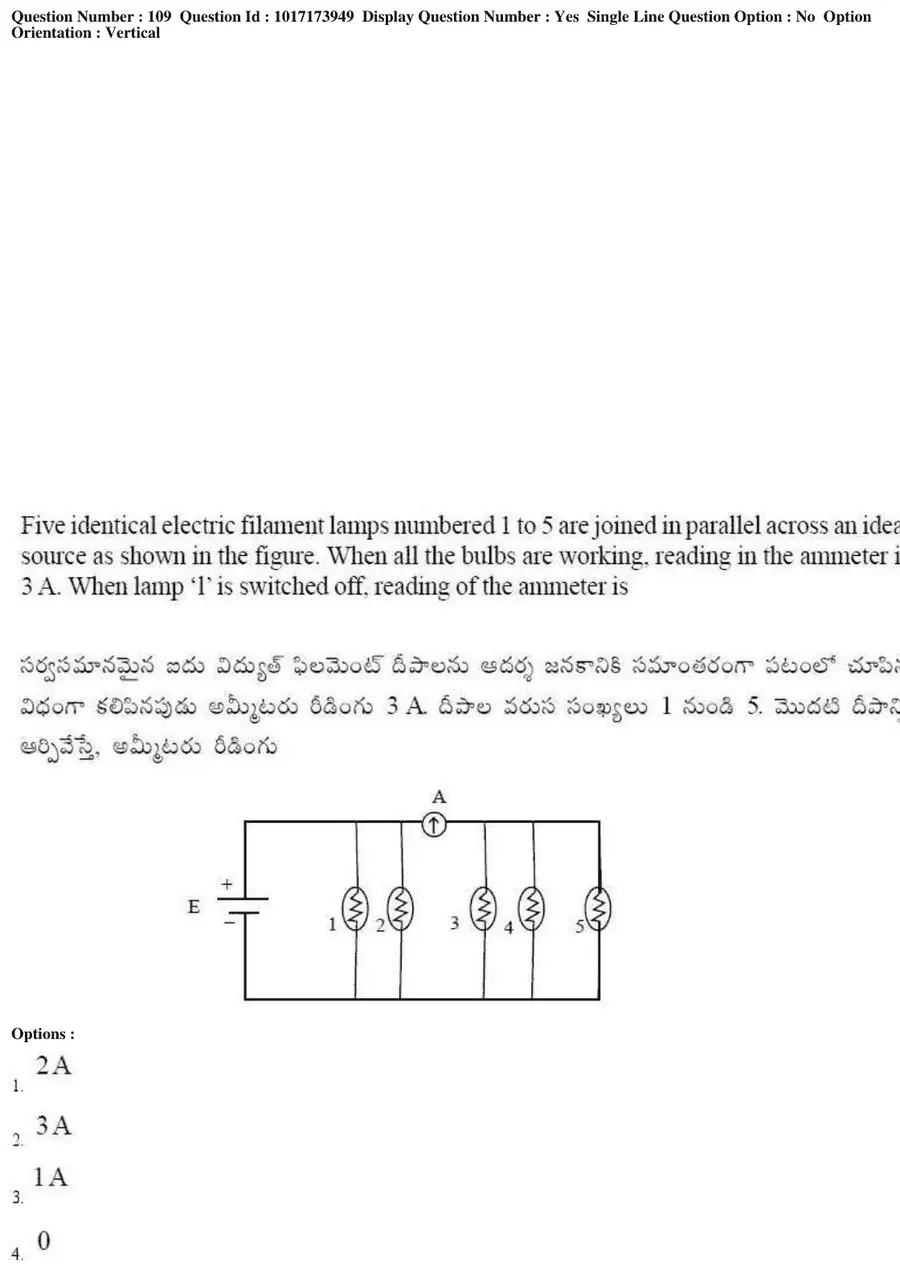 Question Number : 109 Question Id : 1017173949 Display Question Number : Yes Single Line Question Option : No Option
Orientation : Vertical
Five identical electric filament lamps numbered 1 to 5 are joined in parallel across an idea
source as shown in the figure. When all the bulbs are working, reading in the ammeter i
3 A. When lamp ‘1’ is switched off, reading of the ammeter is
సర్వసమానమైన ఐదు విద్యుత్ ఫిలమెంట్ దీపాలను ఆదర్శ జనకానికి సమాంతరంగా పటంలో చూపిన
విధంగా కలిపినపుడు అమ్మీటరు రీడింగు 3 A. దీపాల వరుస సంఖ్యలు 1 నుండి 5. మొదటి దీపాన్ని
ఆర్పివేస్తే, అమ్మీటరు రీడింగు
A
+
E
–
1 2 3 4 5
Options :
1. 2 A
2. 3 A
3. 1 A
4. 0